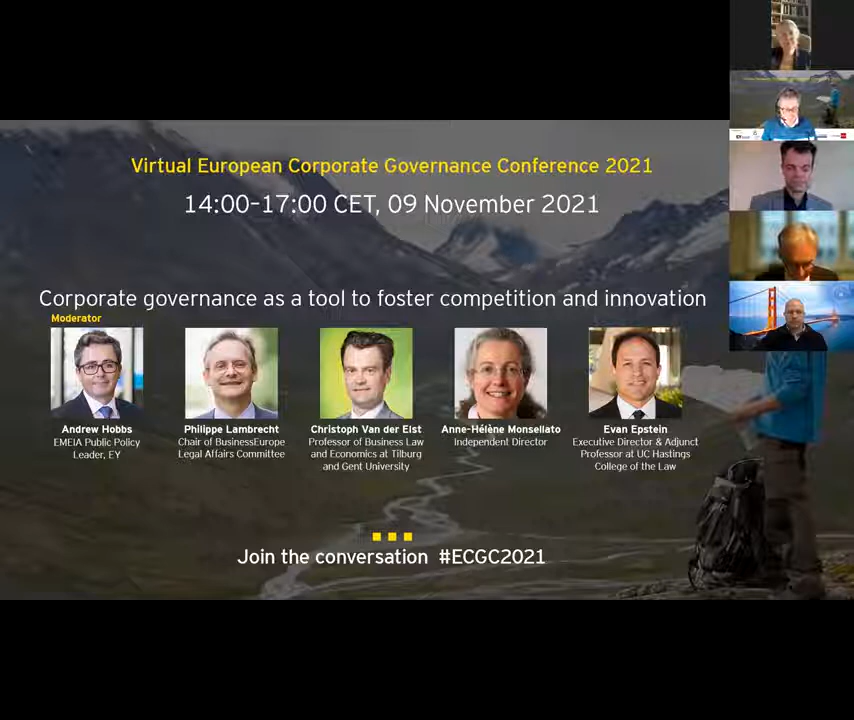 Virtual European Corporate Governance Conference 2021
14:00–17:00 CET, 09 November 2021
Corporate governance as a tool to foster competition and innovation
Moderator
Andrew Hobbs
EMEIA Public Policy
Leader, EY
Philippe Lambrecht
Chair of BusinessEurope
Legal Affairs Committee
Christoph Van der Elst
Professor of Business Law
and Economics at Tilburg
and Gent University
Anne-Hélène Monsellato
Independent Director
Evan Epstein
Executive Director & Adjunct
Professor at UC Hastings
College of the Law
Join the conversation #ECGC2021